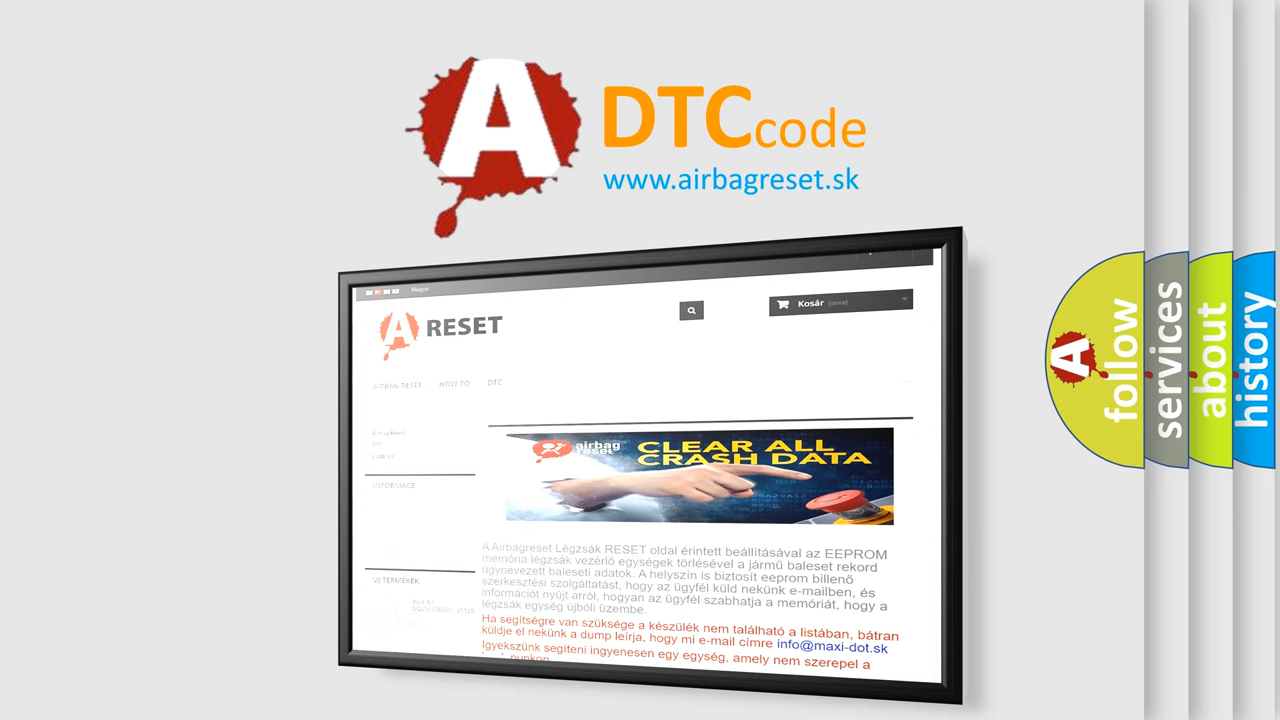 A DTCcode
www.airbagreset.sk
Magyar
A RESET
Kosár (üres)
AIRBAG RESET HOW TO DTC
INFORMACE
ÚJ TERMÉKEK
airbag
reset
CLEAR ALL
CRASH DATA
A Airbagreset Légzsák RESET oldal érintett beállításával az EEPROM
memória légzsák vezérlő egységek törlésével a jármű baleset rekord
úgynevezett baleseti adatok. A helyszín is biztosít eeprom billenő
szerkesztési szolgáltatást, hogy az ügyfél küld nekünk e-mailben, és
információt nyújt arról, hogyan az ügyfél szabhatja a memóriát, hogy a
légzsák egység újbóli üzembe.
Ha segítségre van szüksége a készülék nem található a listában, bátran
küldje el nekünk a dump leírja, hogy mi e-mail címre info@maxi-dot.sk
Igyekszünk segíteni ingyenesen egy egység, amely nem szerepel a
A follow
services
about
history